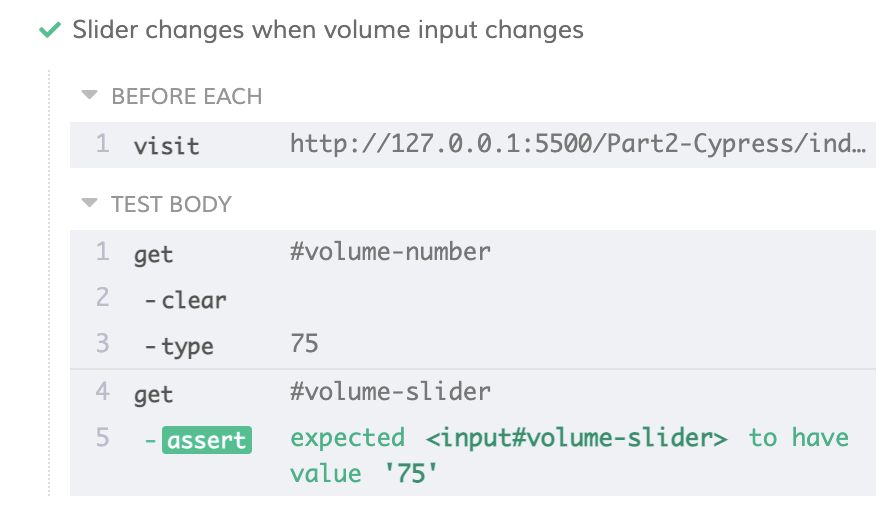 Slider changes when volume input changes
BEFORE EACH
1 visit http://127.0.0.1:5500/Part2-Cypress/ind…
TEST BODY
1 get #volume-number
2 -clear
3 -type 75
4 get #volume-slider
5 -assert expected <input#volume-slider> to have
value '75'